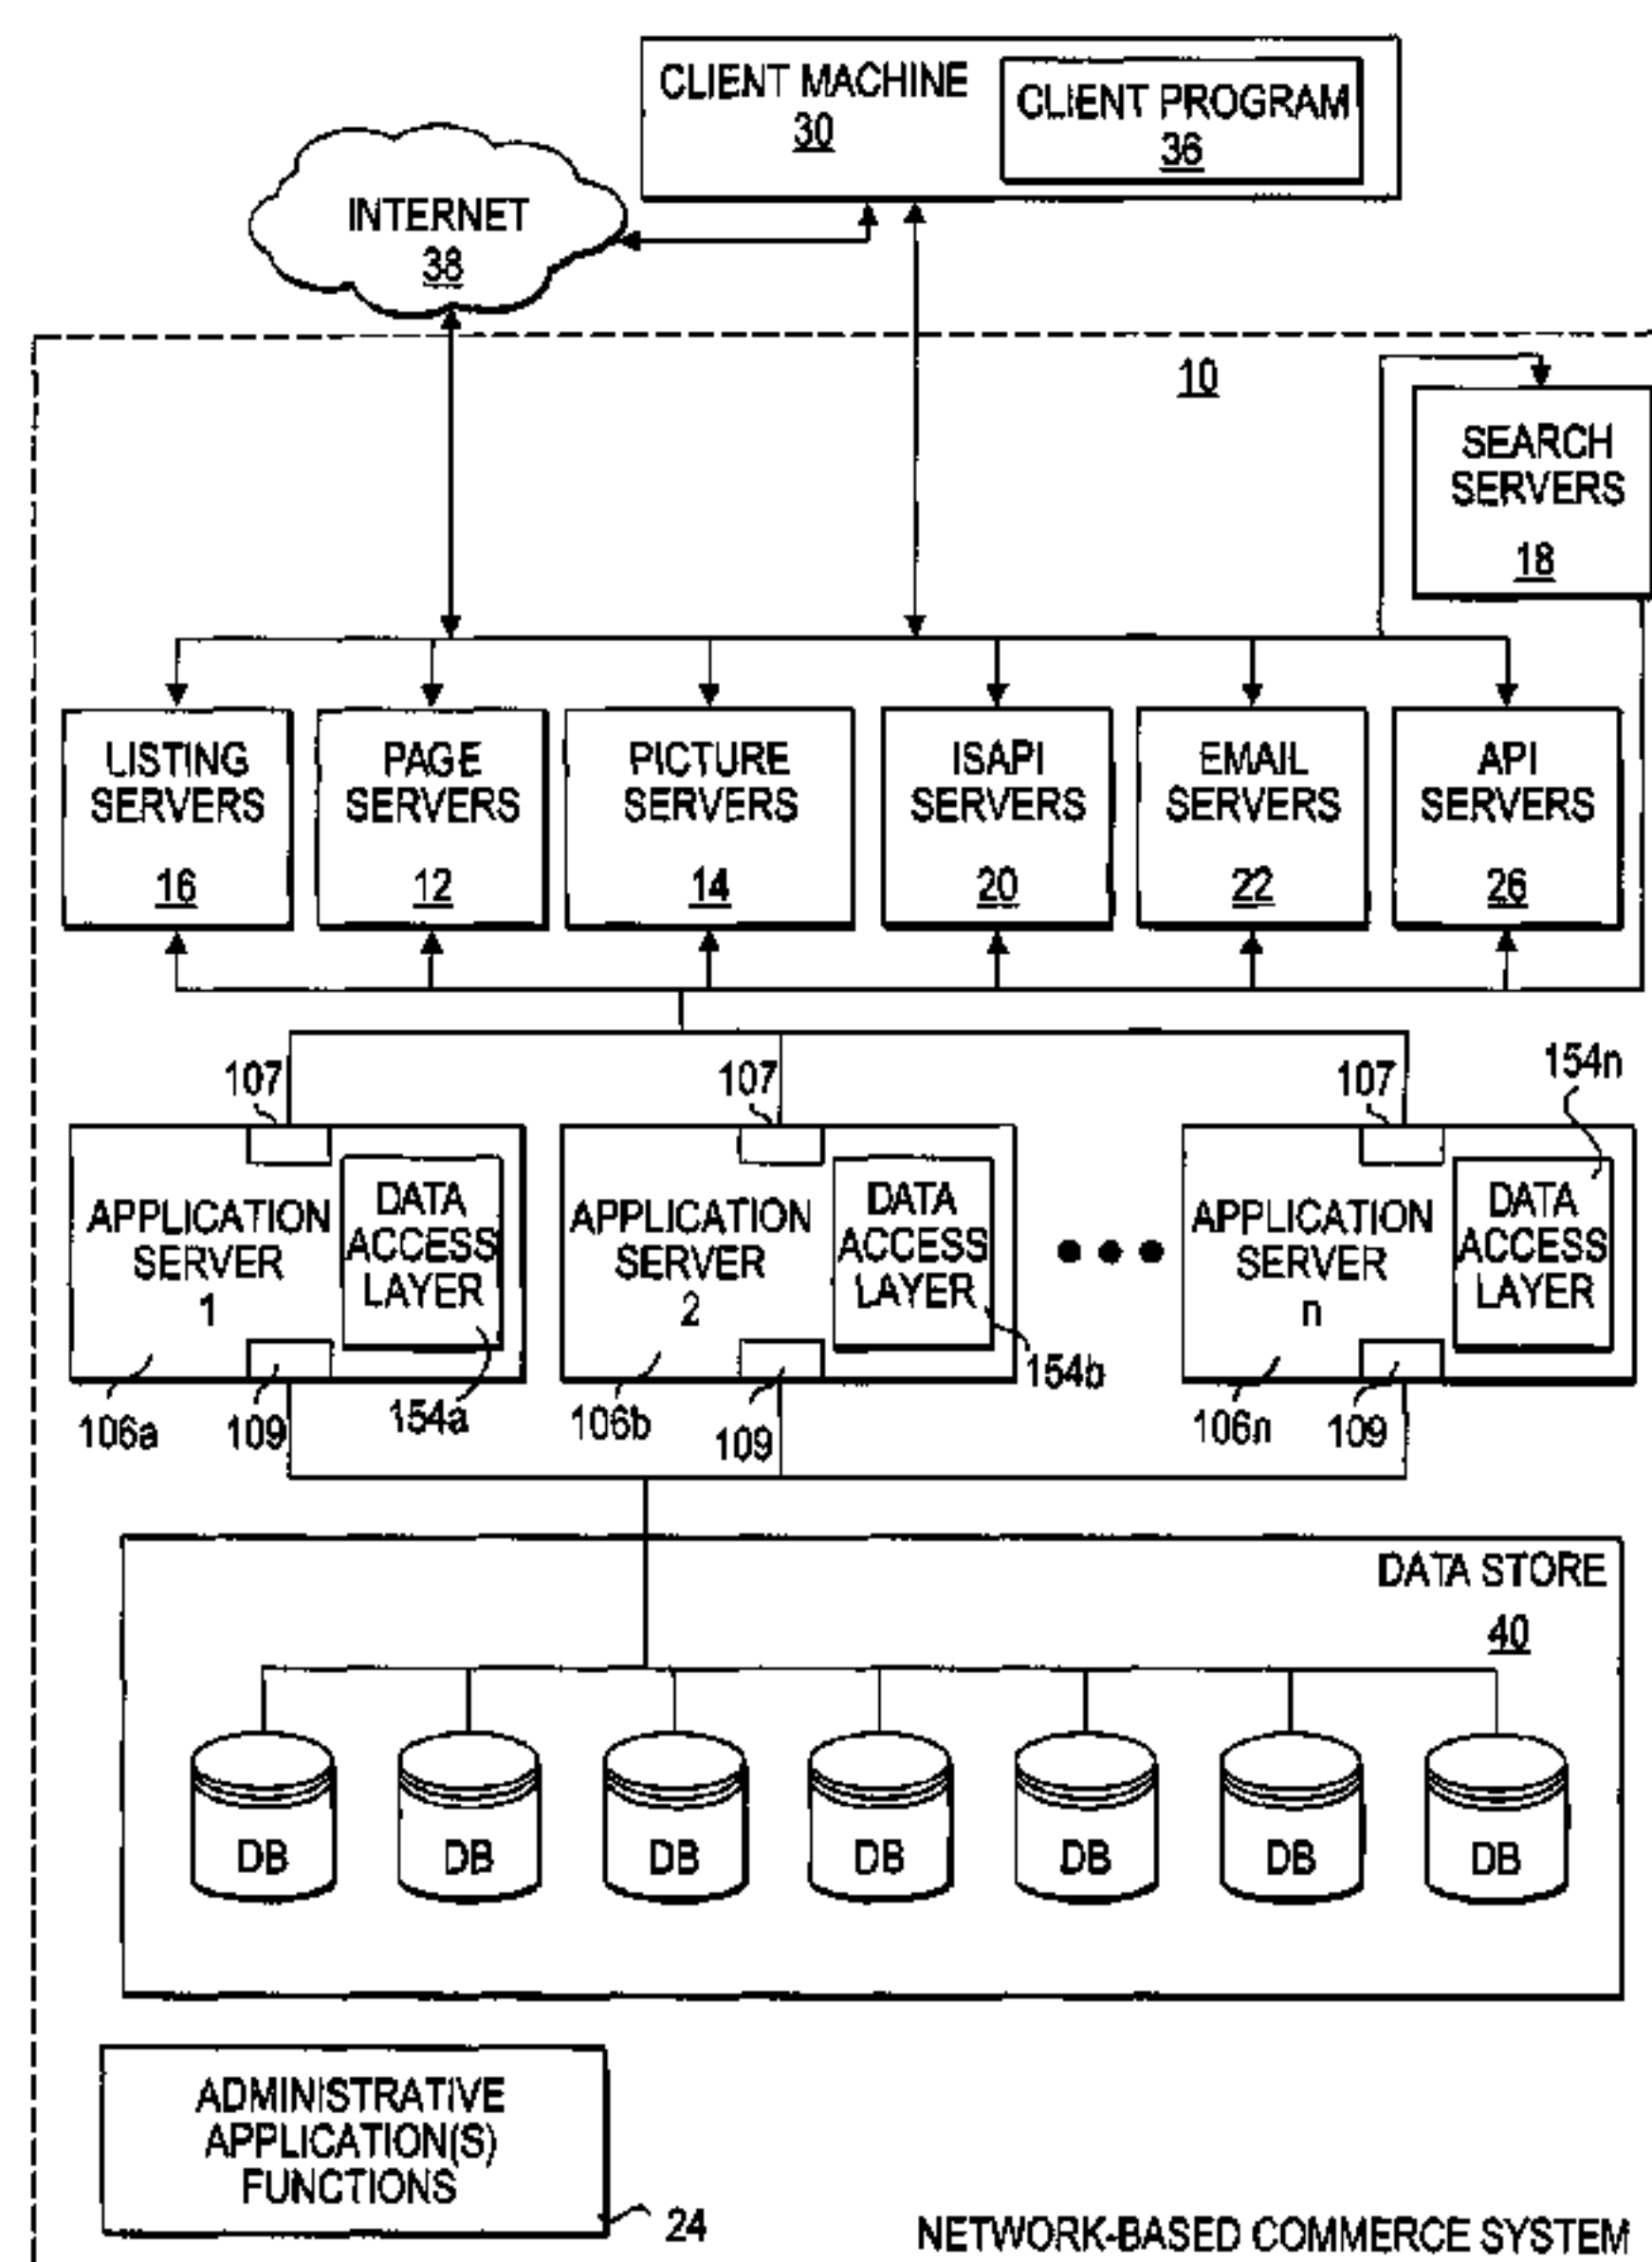 CLIENT MACHINE
30
CLIENT PROGRAM
36
INTERNET
38
10
SEARCH
SERVERS
18
LISTING
SERVERS
16
PAGE
SERVERS
12
PICTURE
SERVERS
14
ISAPI
SERVERS
20
EMAIL
SERVERS
22
API
SERVERS
26
107
107
107
154n
APPLICATION
SERVER
1
DATA
ACCESS
LAYER
APPLICATION
SERVER
2
DATA
ACCESS
LAYER
APPLICATION
SERVER
n
DATA
ACCESS
LAYER
106a
109
154a
106b
109
154b
106n
109
DATA STORE
40
DB
DB
DB
DB
DB
DB
DB
ADMINISTRATIVE
APPLICATION(S)
FUNCTIONS
24
NETWORK-BASED COMMERCE SYSTEM